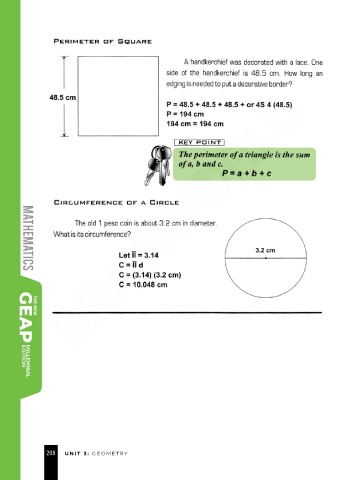 PERIMETER OF SQUARE
A handkerchief was decorated with a lace. One
side of the handkerchief is 48.5 cm. How long an
edging is needed to put a decorative border?
48.5 cm
P = 48.5 + 48.5 + 48.5 + or 4S 4 (48.5)
P = 194 cm
194 cm = 194 cm
KEY POINT
The perimeter of a triangle is the sum
of a, b and c.
P = a + b + c
CIRCUMFERENCE OF A CIRCLE
The old 1 peso coin is about 3.2 cm in diameter.
What is its circumference?
3.2 cm
Let π = 3.14
C = π d
C = (3.14) (3.2 cm)
C = 10.048 cm
MATHEMATICS
THE NEW
GEAP
MILLENNIAL
EDITION
208 UNIT 3: GEOMETRY